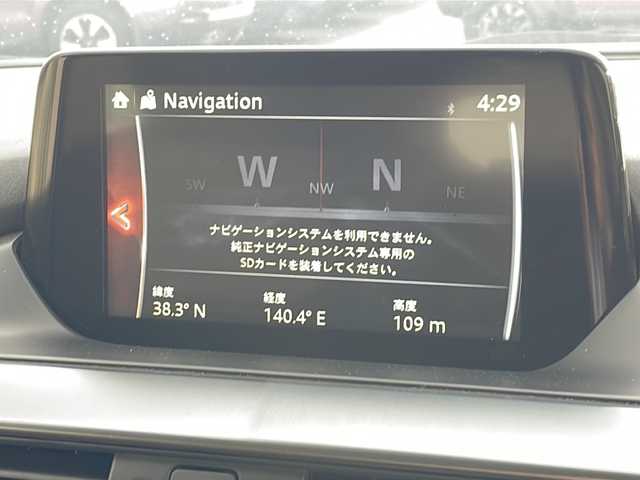 Navigation
4:29
SW W NW N NE
ナビゲーションシステムを利用できません。
純正ナビゲーションシステム専用の
SDカードを装着してください。
緯度 経度 高度
38.3° N 140.4° E 109 m